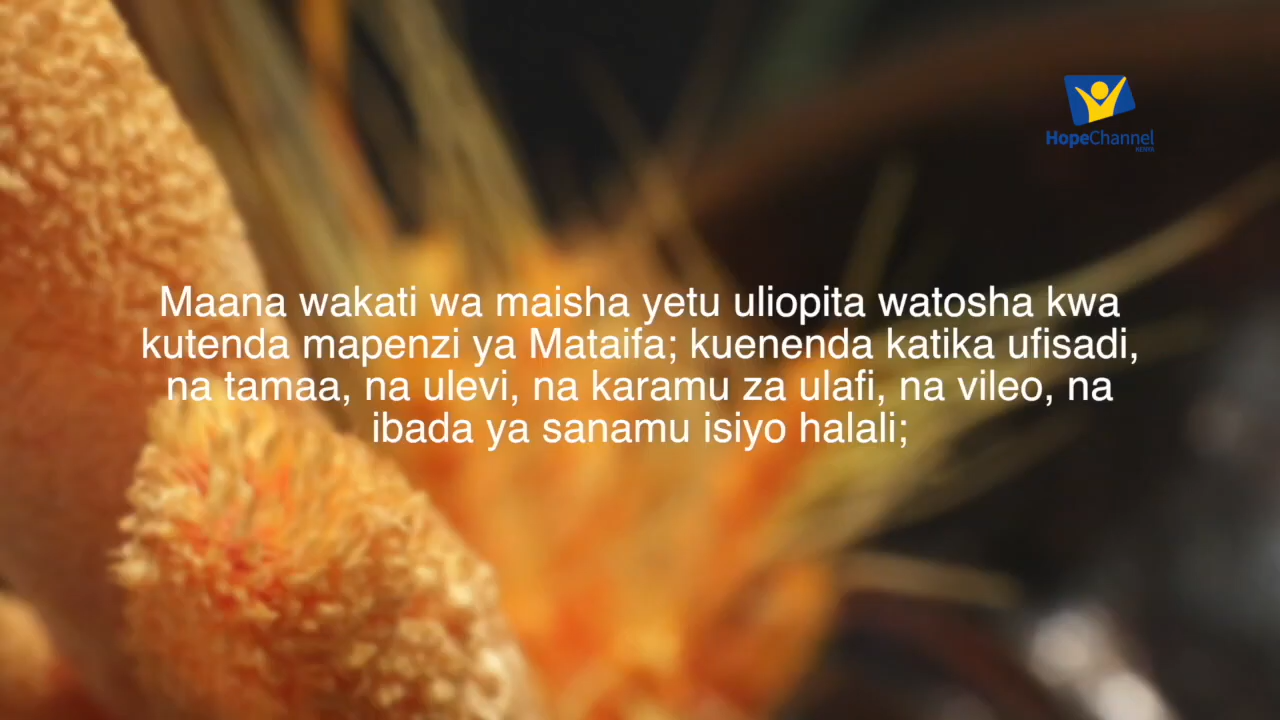 HopeChannel
KENYA
Maana wakati wa maisha yetu uliopita watosha kwa
kutenda mapenzi ya Mataifa; kuenenda katika ufisadi,
na tamaa, na ulevi, na karamu za ulafi, na vileo, na
ibada ya sanamu isiyo halali;